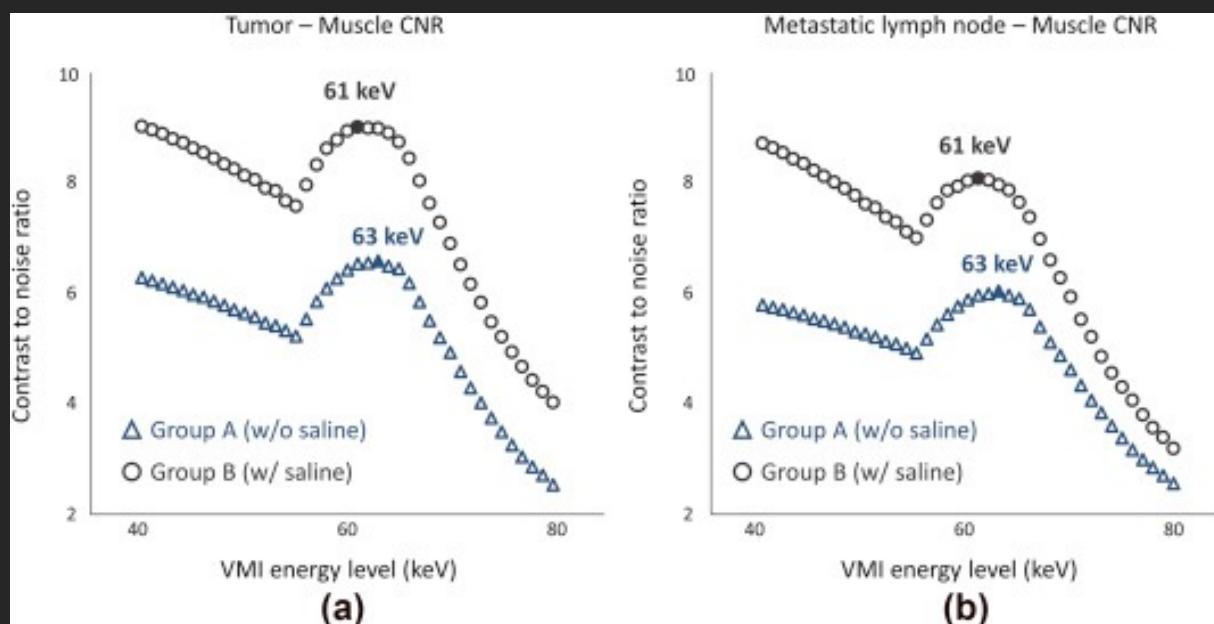 Tumor – Muscle CNR
10
8
6
4
2
40
60
80
61 keV
63 keV
Group A (w/o saline)
Group B (w/ saline)
Contrast to noise ratio
VMI energy level (keV)
(a)
Metastatic lymph node – Muscle CNR
10
8
6
4
2
40
60
80
61 keV
63 keV
Group A (w/o saline)
Group B (w/ saline)
Contrast to noise ratio
VMI energy level (keV)
(b)